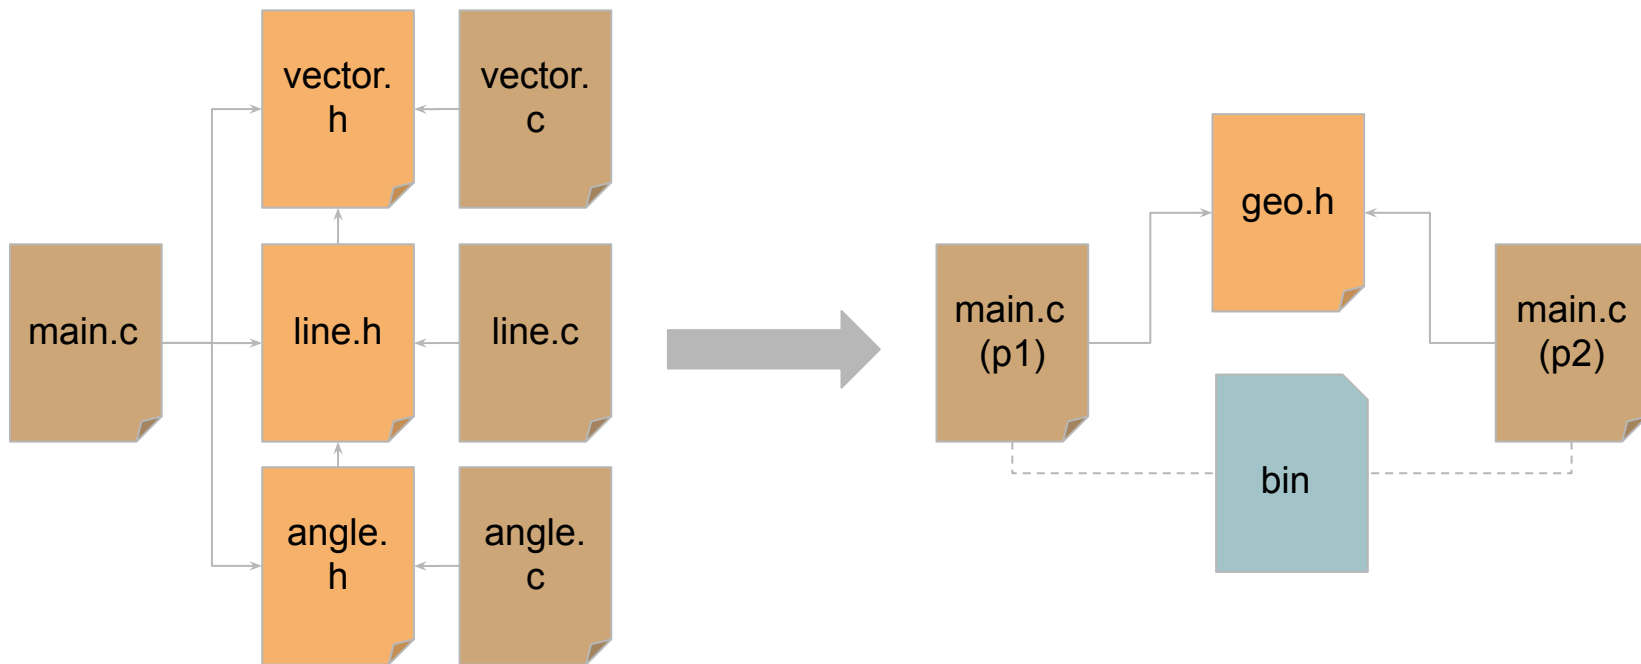 vector.
h
vector.
c
main.c
line.h
line.c
angle.
h
angle.
c
geo.h
main.c
(p1)
main.c
(p2)
bin